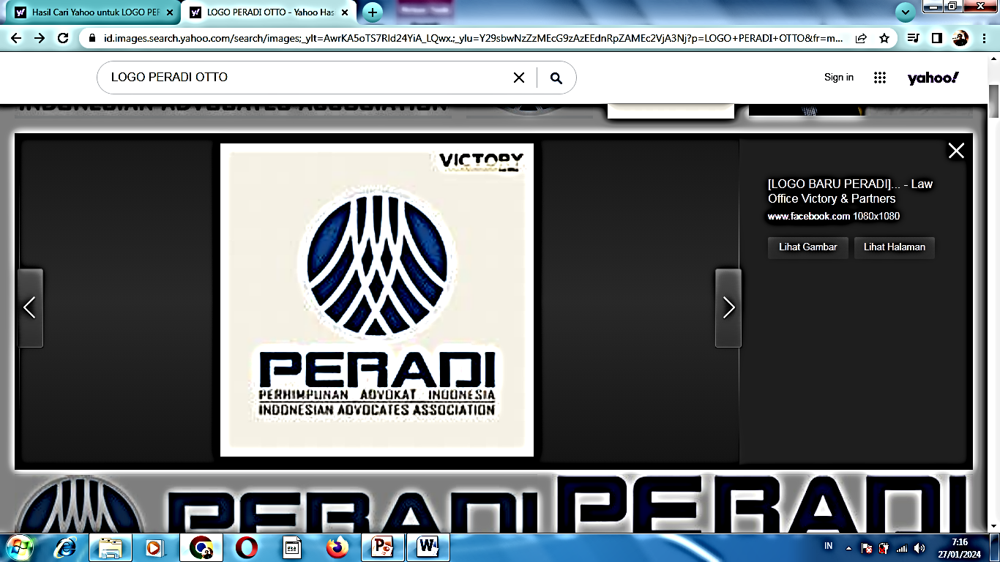 Hasil Cari Yahoo untuk LOGO PER
LOGO PERADI OTTO - Yahoo Has
id.images.search.yahoo.com/search/images;_ylt=AwrKA5oTS7Rld24YiA_LQwx.;_ylu=Y29sbwNzZzMEcG9zAzEEdnRpZAMEc2VjA3Nj?p=LOGO+PERADI+OTTO&fr=m...
LOGO PERADI OTTO
Sign in
yahoo!
INDONESIAN ADVOCATES ASSOCIATION
VICTORY
[LOGO BARU PERADI]... - Law
Office Victory & Partners
www.facebook.com 1080x1080
Lihat Gambar
Lihat Halaman
PERADI
PERHIMPUNAN ADVOKAT INDONESIA
INDONESIAN ADVOCATES ASSOCIATION
PERADI
PERADI
IN
7:16
27/01/2024